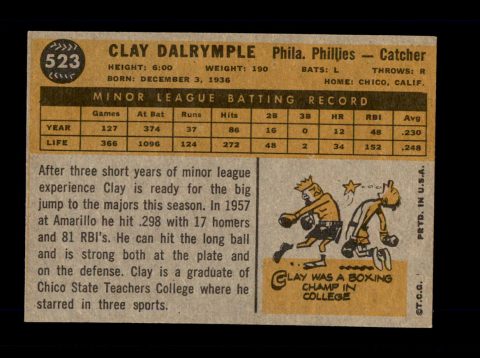 523
CLAY DALRYMPLE Phila. Phillies — Catcher
HEIGHT: 6:00 WEIGHT: 190 BATS: L THROWS: R
BORN: DECEMBER 3, 1936 HOME: CHICO, CALIF.
MINOR LEAGUE BATTING RECORD
Games At Bat Runs Hits 2B 3B HR RBI Avg
YEAR 127 374 37 86 16 0 12 48 .230
LIFE 366 1096 124 272 48 2 34 152 .248
After three short years of minor league
experience Clay is ready for the big
jump to the majors this season. In 1957
at Amarillo he hit .298 with 17 homers
and 81 RBI's. He can hit the long ball
and is strong both at the plate and
on the defense. Clay is a graduate of
Chico State Teachers College where he
starred in three sports.
CLAY WAS A BOXING
CHAMP IN
COLLEGE
©T.C.G. PRTD. IN U.S.A.